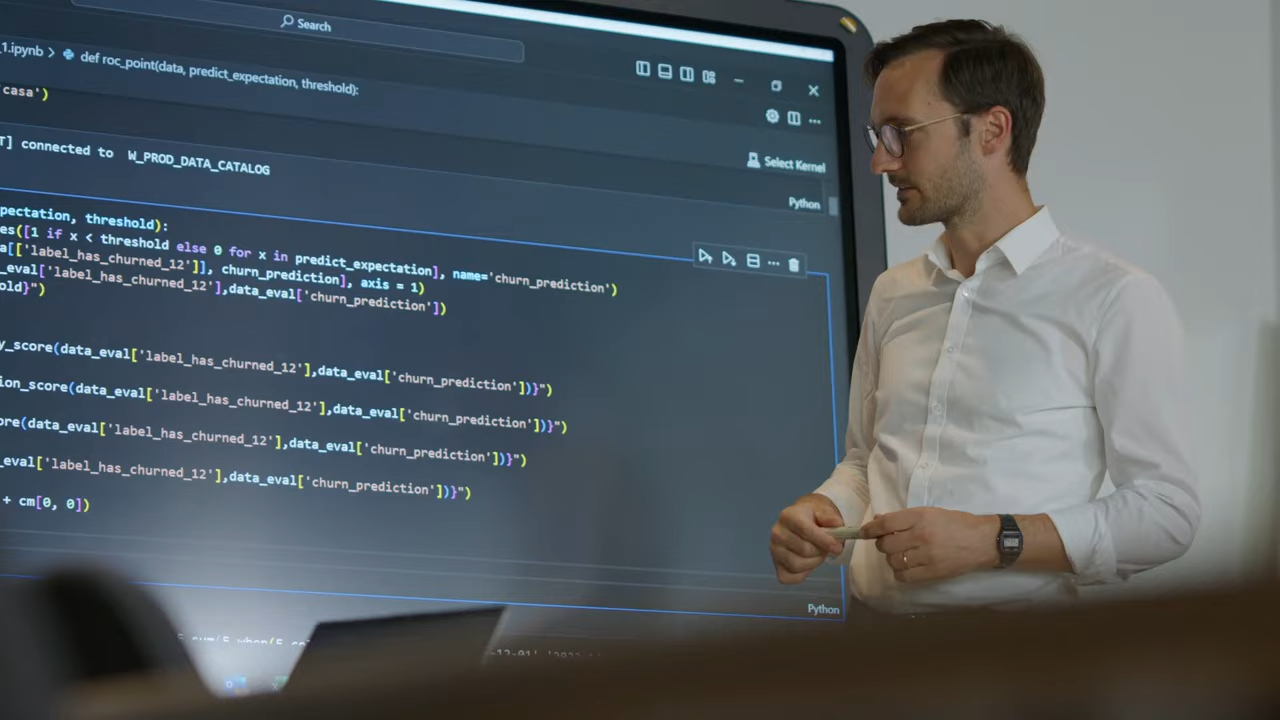 Search
_1.ipynb > def roc_point(data, predict_expectation, threshold):
casa')
Select Kernel
T] connected to W_PROD_DATA_CATALOG
Python
pectation, threshold):
es([1 if x < threshold else 0 for x in predict_expectation], name='churn_prediction')
a[['label_has_churned_12']], churn_prediction], axis = 1)
_eval['label_has_churned_12'],data_eval['churn_prediction'])
old}")
y_score(data_eval['label_has_churned_12'],data_eval['churn_prediction'])}")
ion_score(data_eval['label_has_churned_12'],data_eval['churn_prediction'])}")
ore(data_eval['label_has_churned_12'],data_eval['churn_prediction'])}")
_eval['label_has_churned_12'],data_eval['churn_prediction'])}")
+ cm[0, 0])
Python